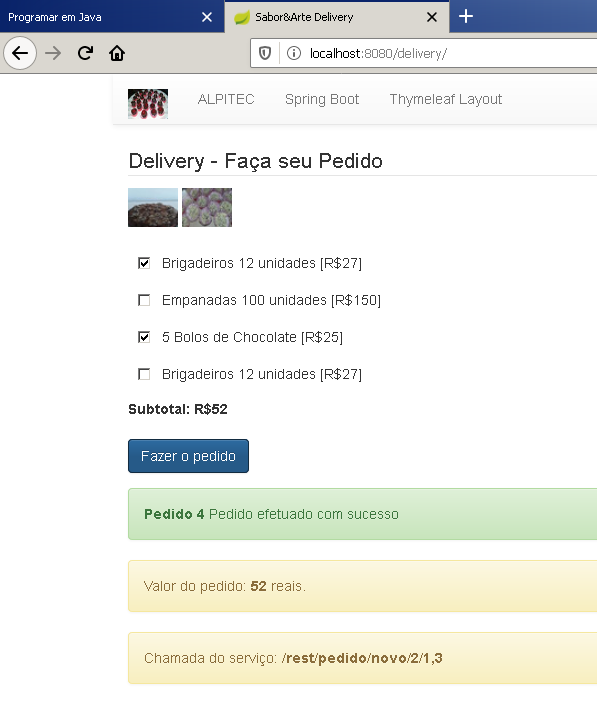 Programar em Java
Sabor&Arte Delivery
localhost:8080/delivery/
ALPITEC Spring Boot Thymeleaf Layout
Delivery - Faça seu Pedido
Brigadeiros 12 unidades [R$27]
Empanadas 100 unidades [R$150]
5 Bolos de Chocolate [R$25]
Brigadeiros 12 unidades [R$27]
Subtotal: R$52
Fazer o pedido
Pedido 4 Pedido efetuado com sucesso
Valor do pedido: 52 reais.
Chamada do serviço: /rest/pedido/novo/2/1,3